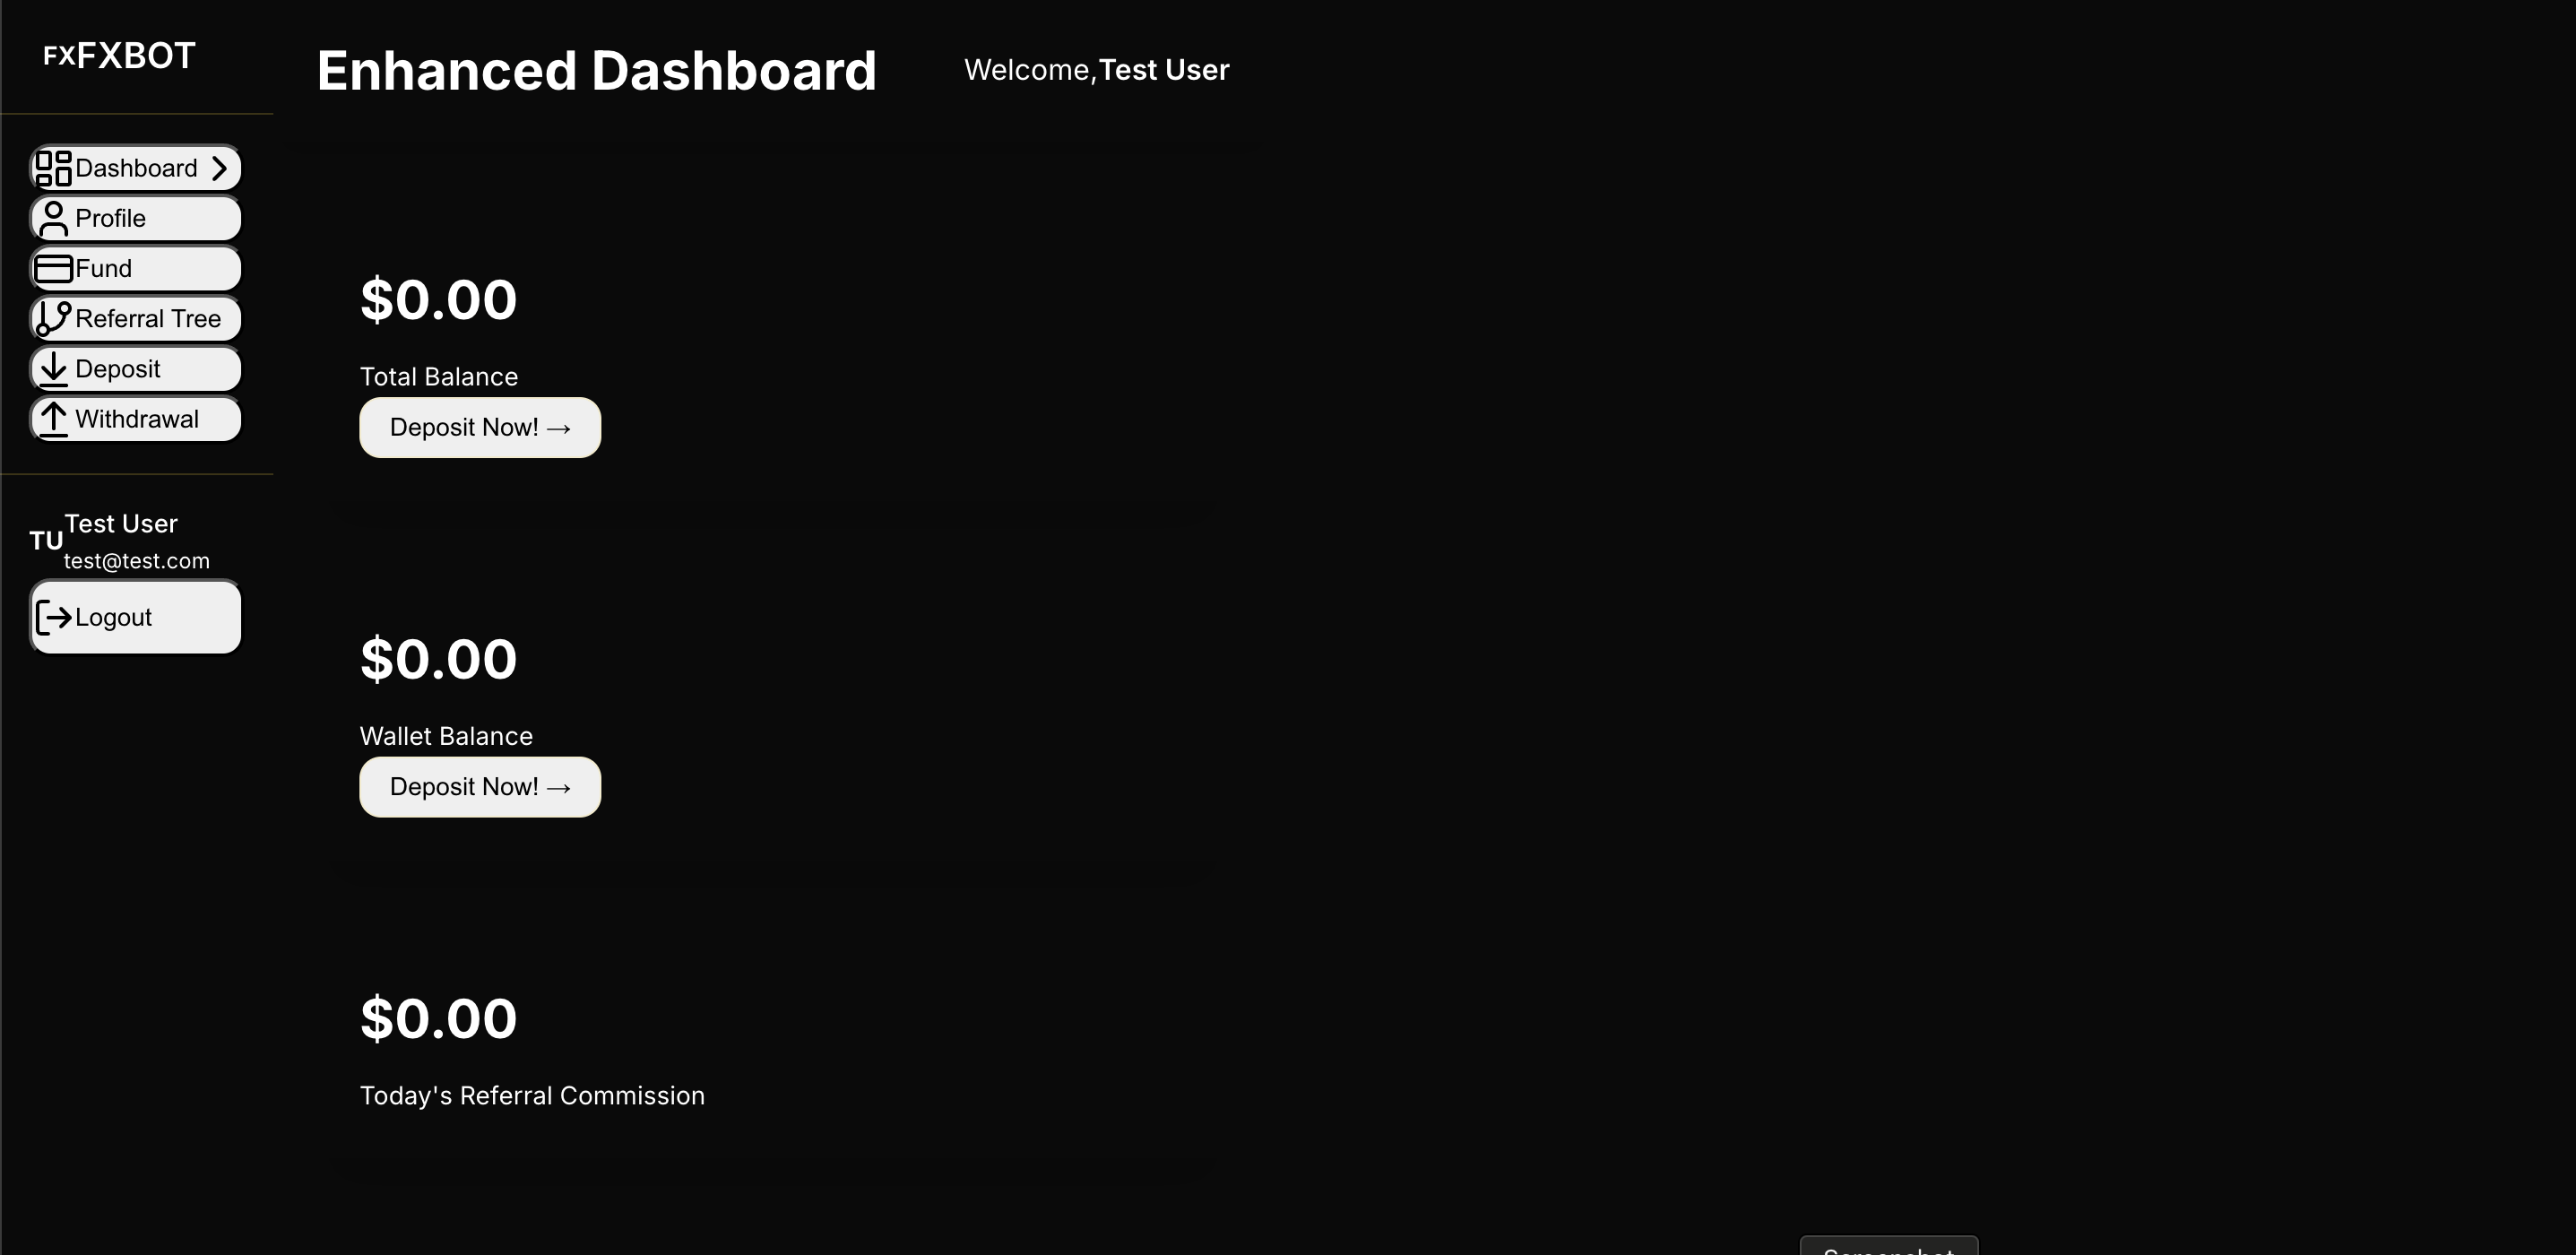 FXFXBOT
Enhanced Dashboard
Welcome,Test User
Dashboard
Profile
Fund
Referral Tree
Deposit
Withdrawal
TU
Test User
test@test.com
Logout
$0.00
Total Balance
Deposit Now! →
$0.00
Wallet Balance
Deposit Now! →
$0.00
Today's Referral Commission